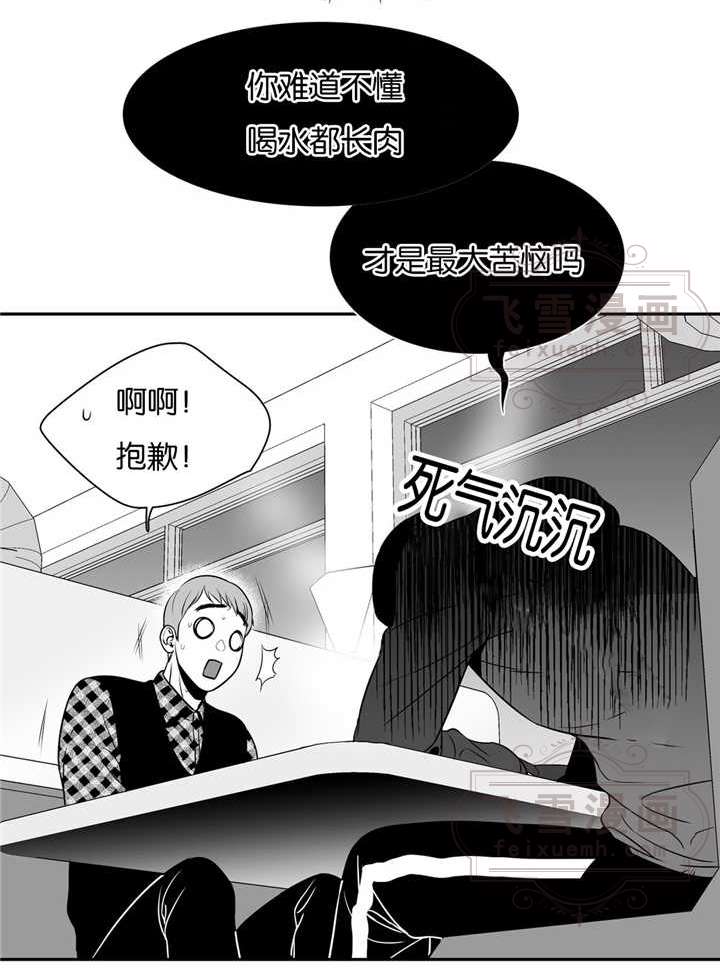 你难道不懂
喝水都长肉
才是最大苦恼吗
飞雪漫画
feixuemh.com
啊啊！
抱歉！
死气沉沉
飞雪漫画
feixuemh.com